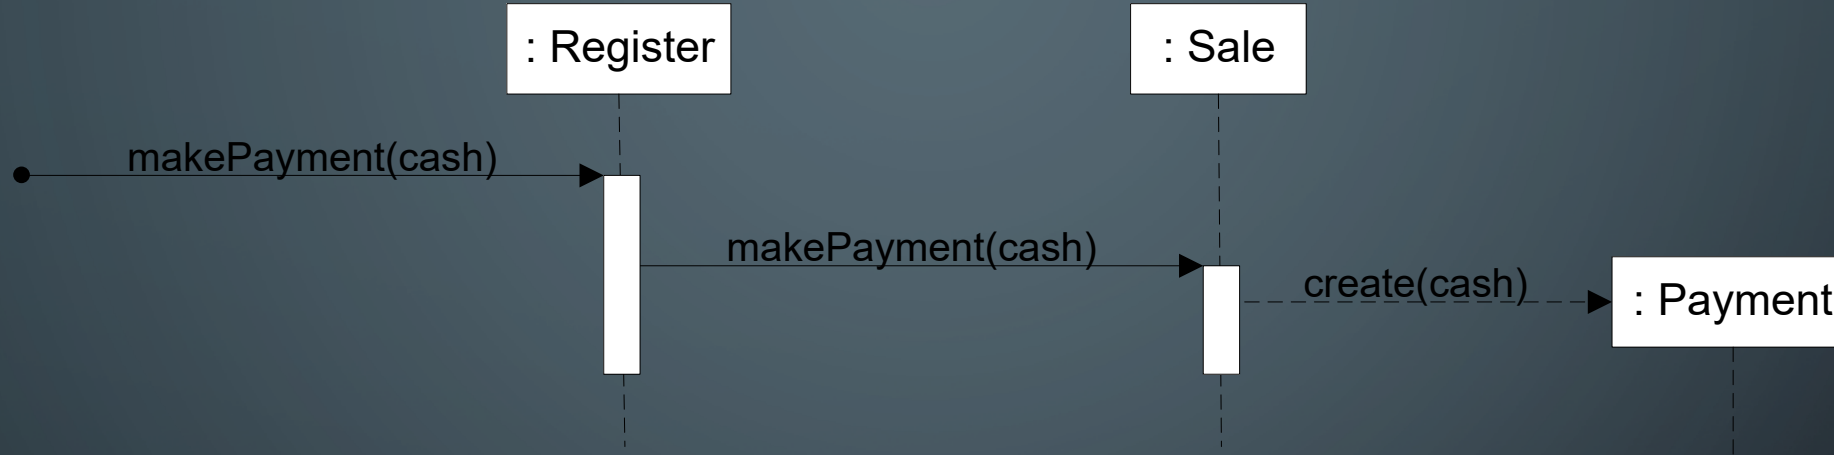 : Register
: Sale
makePayment(cash)
makePayment(cash)
create(cash)
: Payment